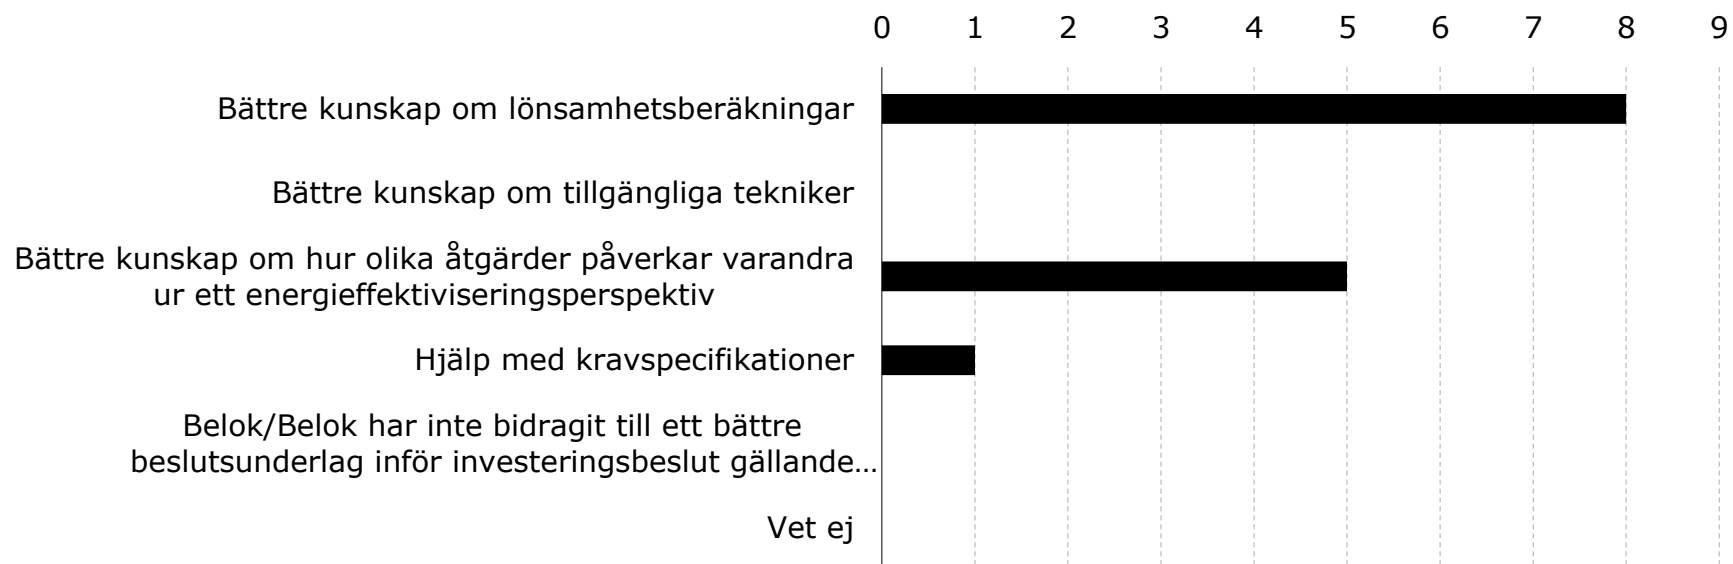 0 1 2 3 4 5 6 7 8 9
Bättre kunskap om lönsamhetsberäkningar
Bättre kunskap om tillgängliga tekniker
Bättre kunskap om hur olika åtgärder påverkar varandra
ur ett energieffektiviseringsperspektiv
Hjälp med kravspecifikationer
Belok/Belok har inte bidragit till ett bättre
beslutsunderlag inför investeringsbeslut gällande…
Vet ej